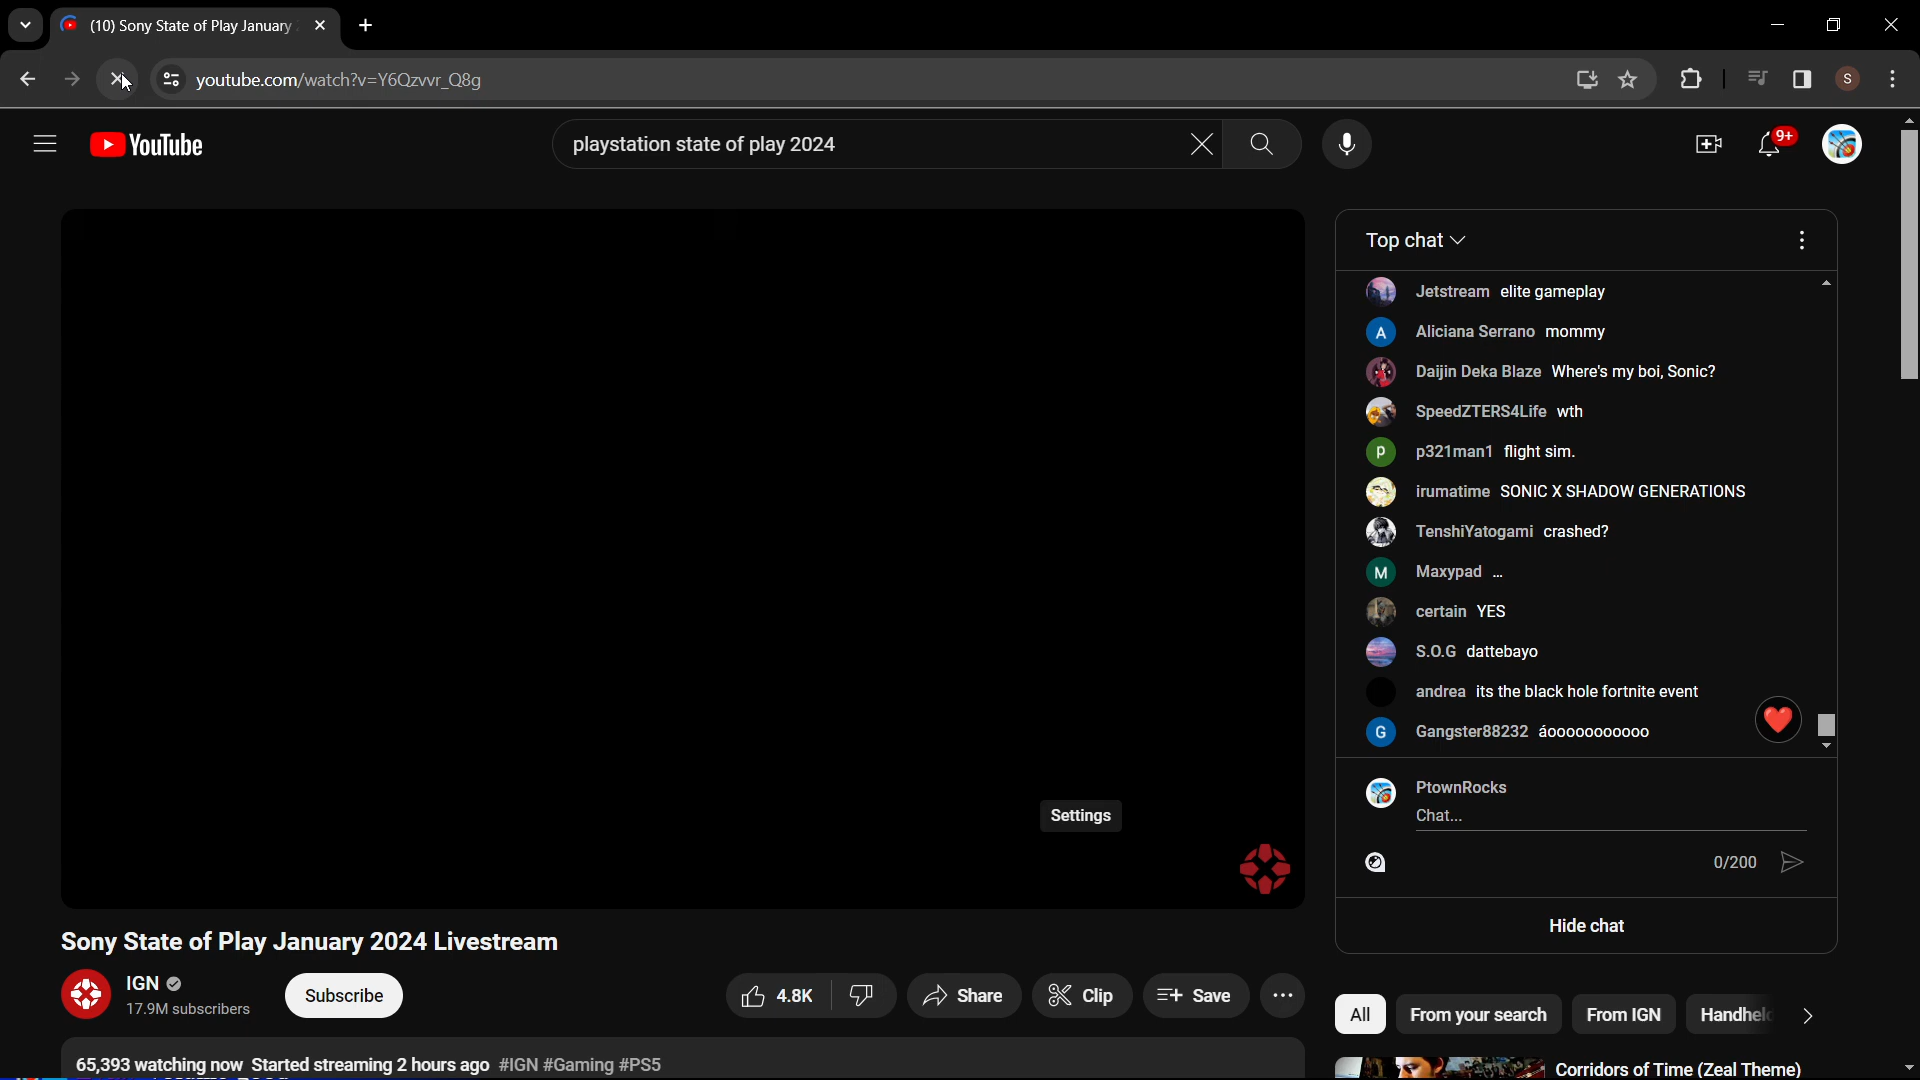 (10) Sony State of Play January
youtube.com/watch?v=Y6Qzvvr_Q8g
S
YouTube
playstation state of play 2024
9+
Top chat
Jetstream elite gameplay
A Aliciana Serrano mommy
Daijin Deka Blaze Where's my boi, Sonic?
SpeedZTERS4Life wth
P p321man1 flight sim.
irumatime SONIC X SHADOW GENERATIONS
TenshiYatogami crashed?
M Maxypad ...
certain YES
S.O.G dattebayo
andrea its the black hole fortnite event
G Gangster88232 áooooooooooo
PtownRocks
Chat...
0/200
Hide chat
Settings
Sony State of Play January 2024 Livestream
IGN
17.9M subscribers
Subscribe
4.8K
Share
Clip
Save
65,393 watching now Started streaming 2 hours ago #IGN #Gaming #PS5
All
From your search
From IGN
Handheld
Corridors of Time (Zeal Theme)